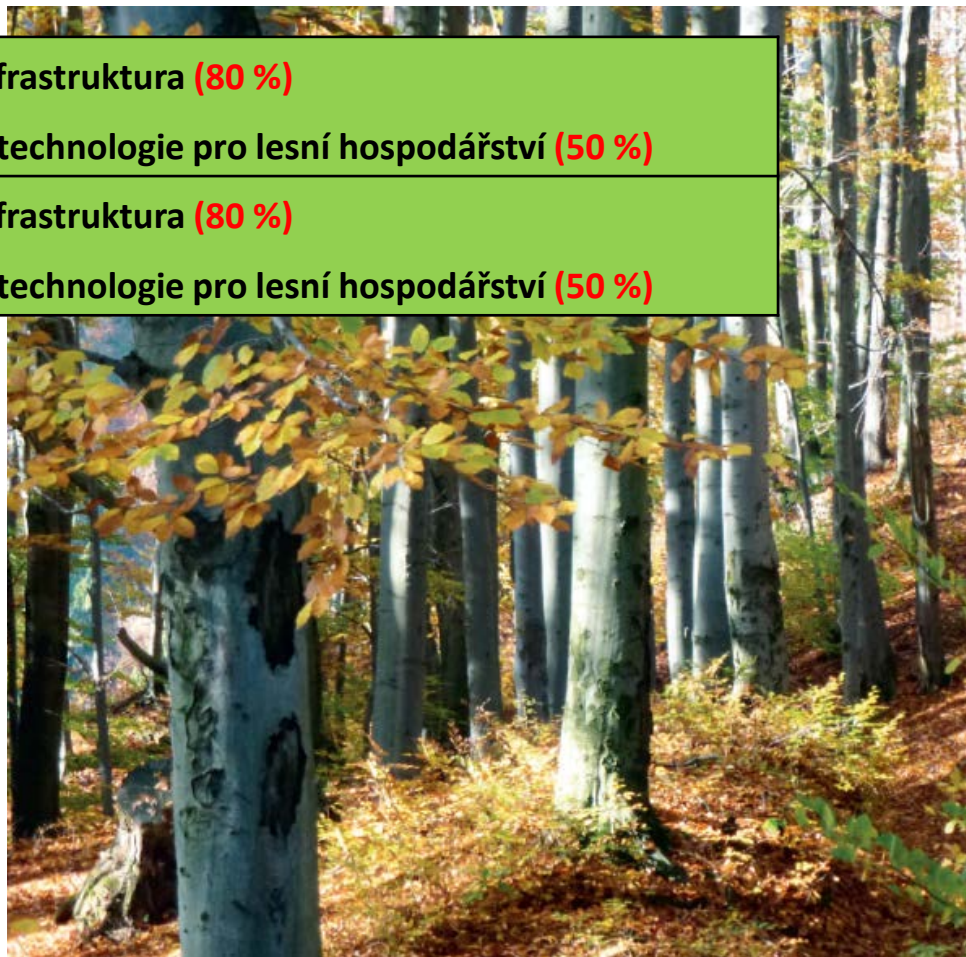 frastruktura (80 %)
technologie pro lesní hospodářství (50 %)
frastruktura (80 %)
technologie pro lesní hospodářství (50 %)